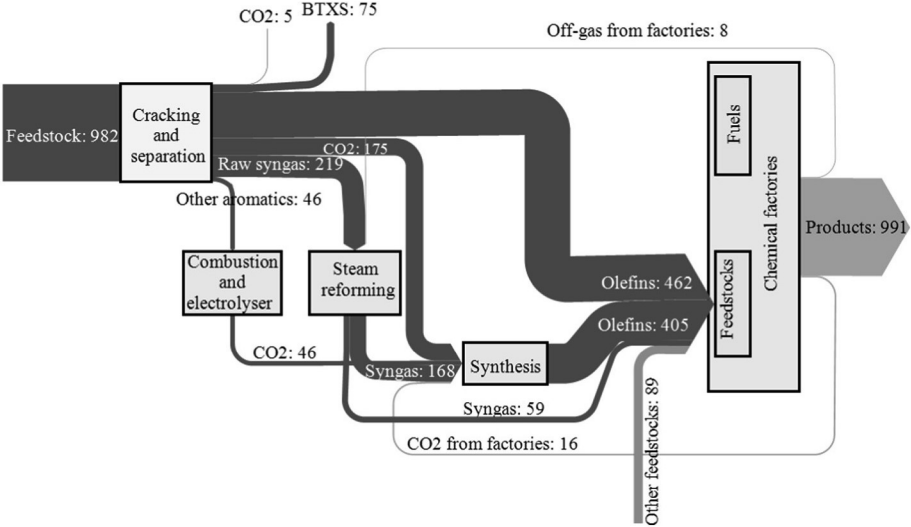 CO2: 5
BTXS: 75
Off-gas from factories: 8
Feedstock: 982
Cracking
and
separation
CO2: 175
Raw syngas: 219
Other aromatics: 46
Fuels
Chemical factories
Products: 991
Combustion
and
electrolyser
Steam
reforming
Olefins: 462
Olefins: 405
Feedstocks
CO2: 46
Syngas: 168
Synthesis
Syngas: 59
CO2 from factories: 16
Other feedstocks: 89